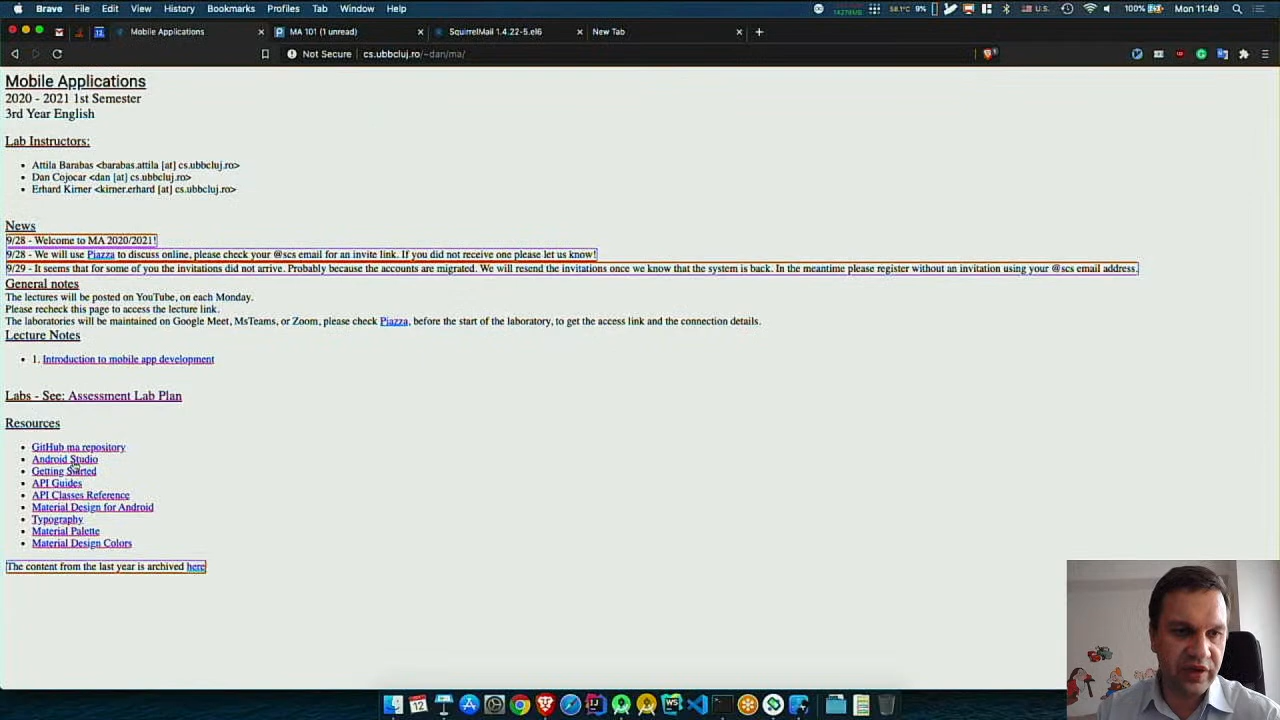 Brave File Edit View History Bookmarks Profiles Tab Window Help
58.1°C 9% U.S. 100% Mon 11:49
Mobile Applications
MA 101 (1 unread)
SquirrelMail 1.4.22-5.el6
New Tab
Not Secure cs.ubbcluj.ro/~dan/ma/
Mobile Applications
2020 - 2021 1st Semester
3rd Year English
Lab Instructors:
Attila Barabas <barabas.attila [at] cs.ubbcluj.ro>
Dan Cojocar <dan [at] cs.ubbcluj.ro>
Erhard Kirner <kirner.erhard [at] cs.ubbcluj.ro>
News
9/28 - Welcome to MA 2020/2021!
9/28 - We will use Piazza to discuss online, please check your @scs email for an invite link. If you did not receive one please let us know!
9/29 - It seems that for some of you the invitations did not arrive. Probably because the accounts are migrated. We will resend the invitations once we know that the system is back. In the meantime please register without an invitation using your @scs email address.
General notes
The lectures will be posted on YouTube, on each Monday.
Please recheck this page to access the lecture link.
The laboratories will be maintained on Google Meet, MsTeams, or Zoom, please check Piazza, before the start of the laboratory, to get the access link and the connection details.
Lecture Notes
1. Introduction to mobile app development
Labs - See: Assessment Lab Plan
Resources
GitHub ma repository
Android Studio
Getting Started
API Guides
API Classes Reference
Material Design for Android
Typography
Material Palette
Material Design Colors
The content from the last year is archived here